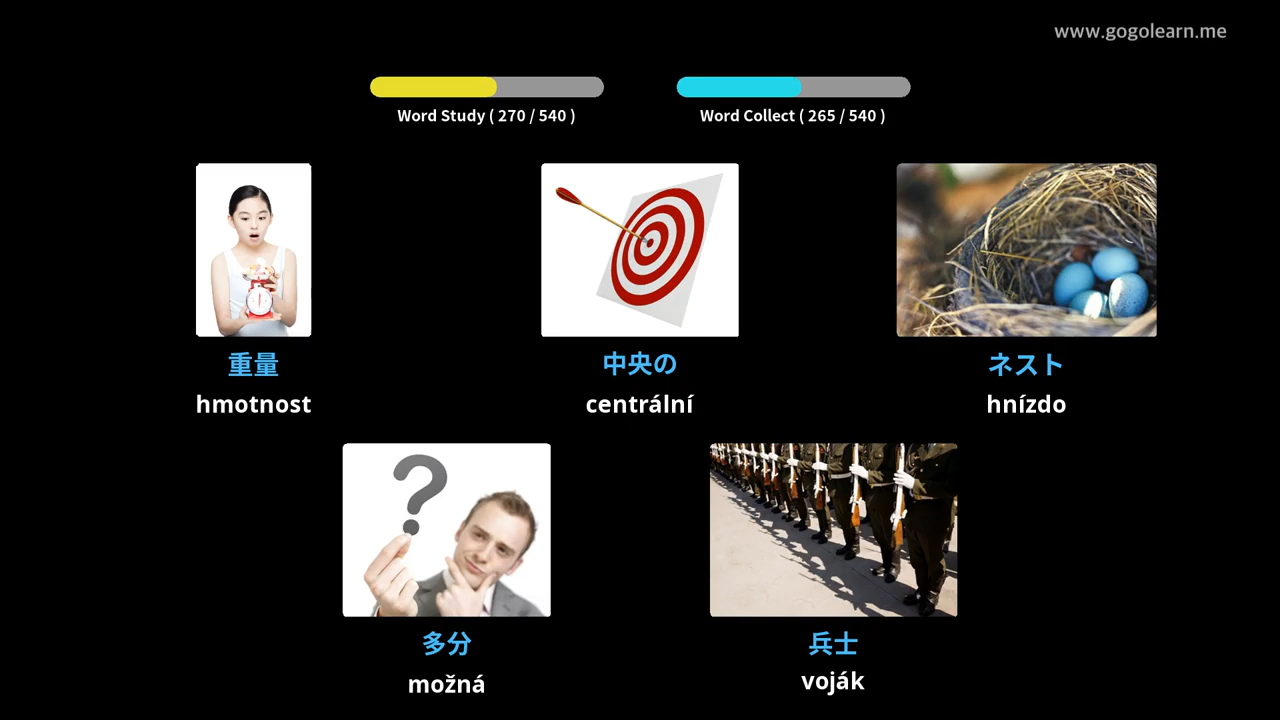 www.gogolearn.me
Word Study ( 270 / 540 )
Word Collect ( 265 / 540 )
重量
中央の
ネスト
hmotnost
centrální
hnízdo
多分
兵士
možná
voják